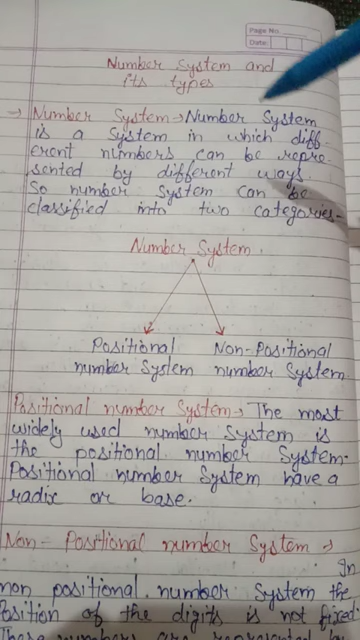 Page No.
Date:
Number System and
its types
→ Number System → Number System
is a System in which diff-
erent numbers can be repre-
sented by different ways.
So number System can be
classified into two categories-
Number System.
Positional Non-Positional
number System number System
Positional number System → The most
widely used number System is
the positional number System.
Positional number System have a
radix or base.
Non- Positional number System →
In
non positional number System the
Position of the digits is not fixed.
These numbers are